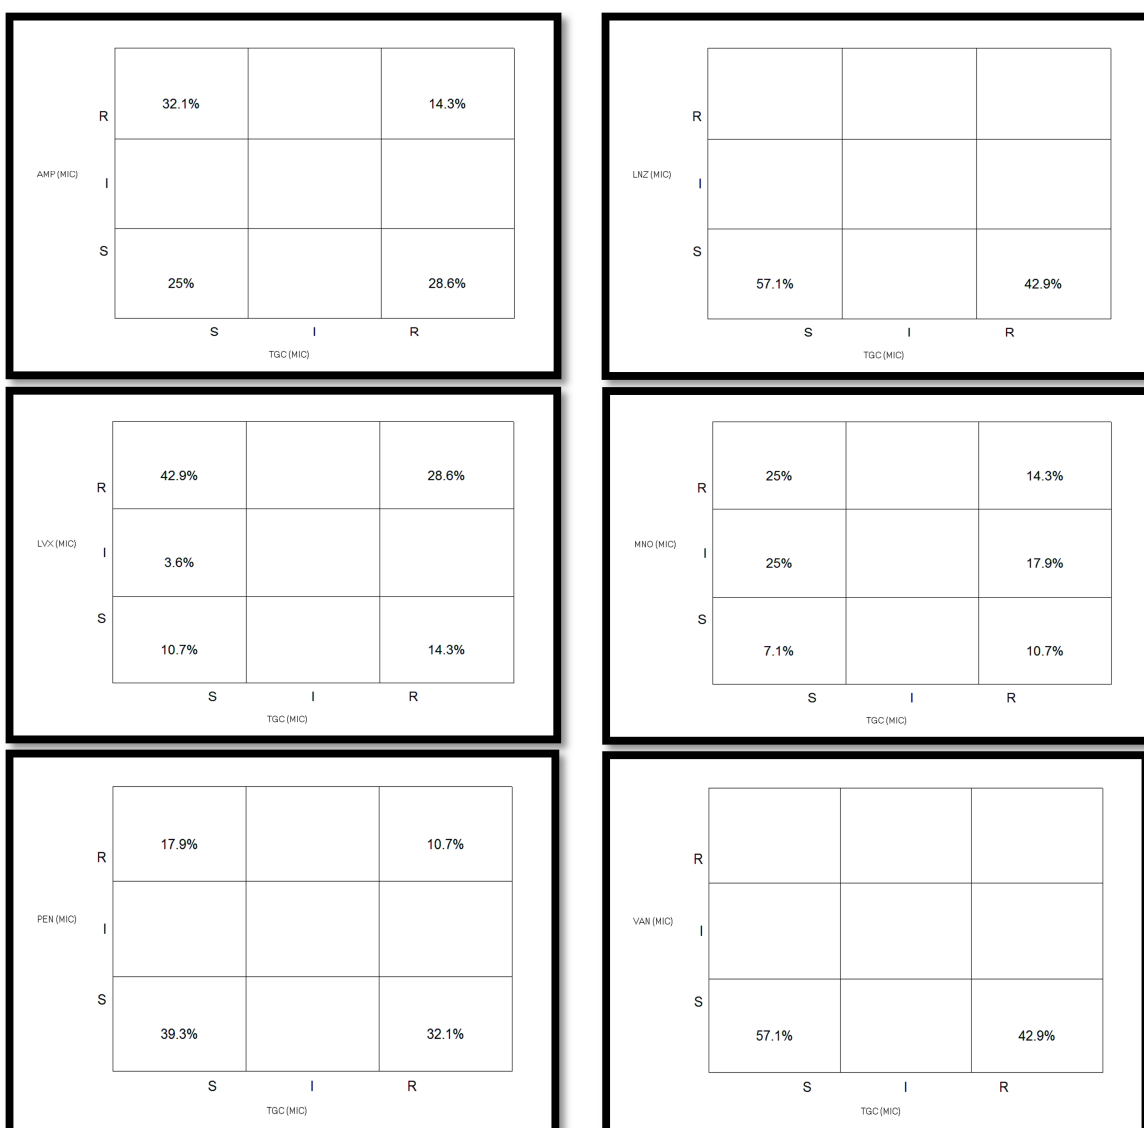 32.1% 14.3%
R
AMP (MIC)
I
S
25% 28.6%
S I R
TGC (MIC)
R
LNZ (MIC)
I
S
57.1% 42.9%
S I R
TGC (MIC)
42.9% 28.6%
R
LVX (MIC)
I
3.6%
S
10.7% 14.3%
S I R
TGC (MIC)
25% 14.3%
R
MNO (MIC)
I
25% 17.9%
S
7.1% 10.7%
S I R
TGC (MIC)
17.9% 10.7%
R
PEN (MIC)
I
S
39.3% 32.1%
S I R
TGC (MIC)
R
VAN (MIC)
I
S
57.1% 42.9%
S I R
TGC (MIC)